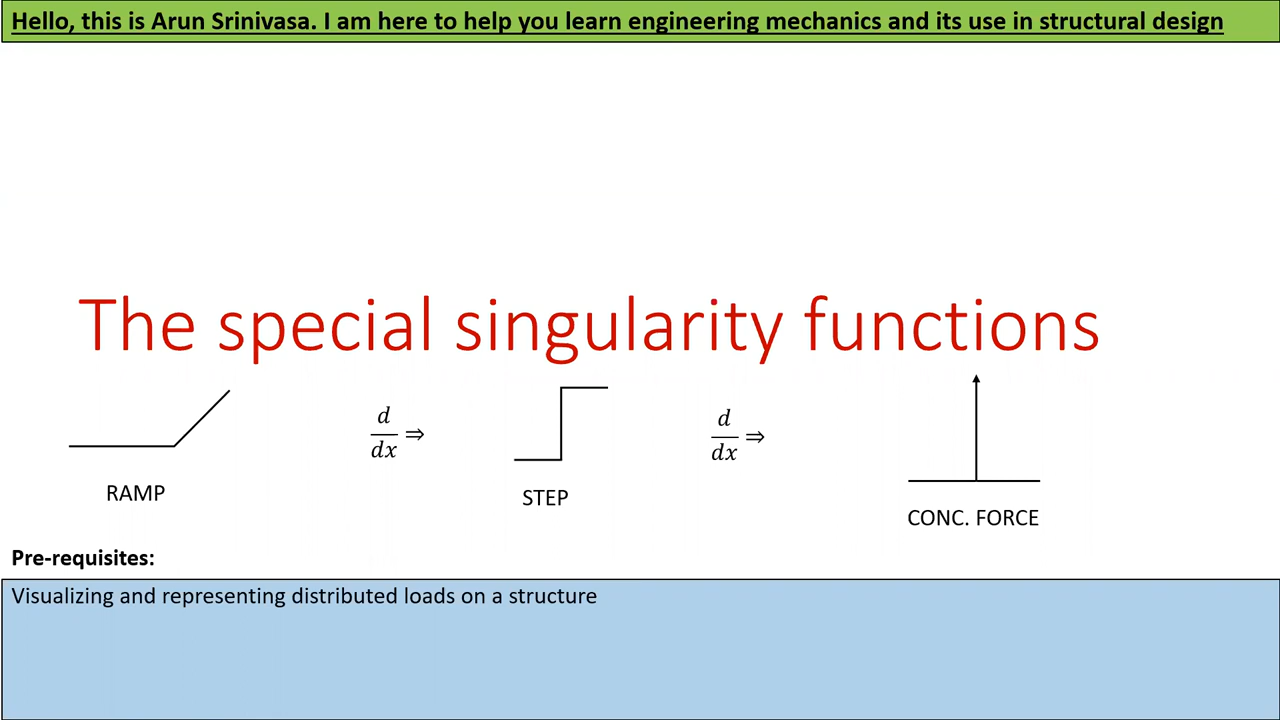 Hello, this is Arun Srinivasa. I am here to help you learn engineering mechanics and its use in structural design
The special singularity functions
d/dx ⇒
d/dx ⇒
RAMP
STEP
CONC. FORCE
Pre-requisites:
Visualizing and representing distributed loads on a structure